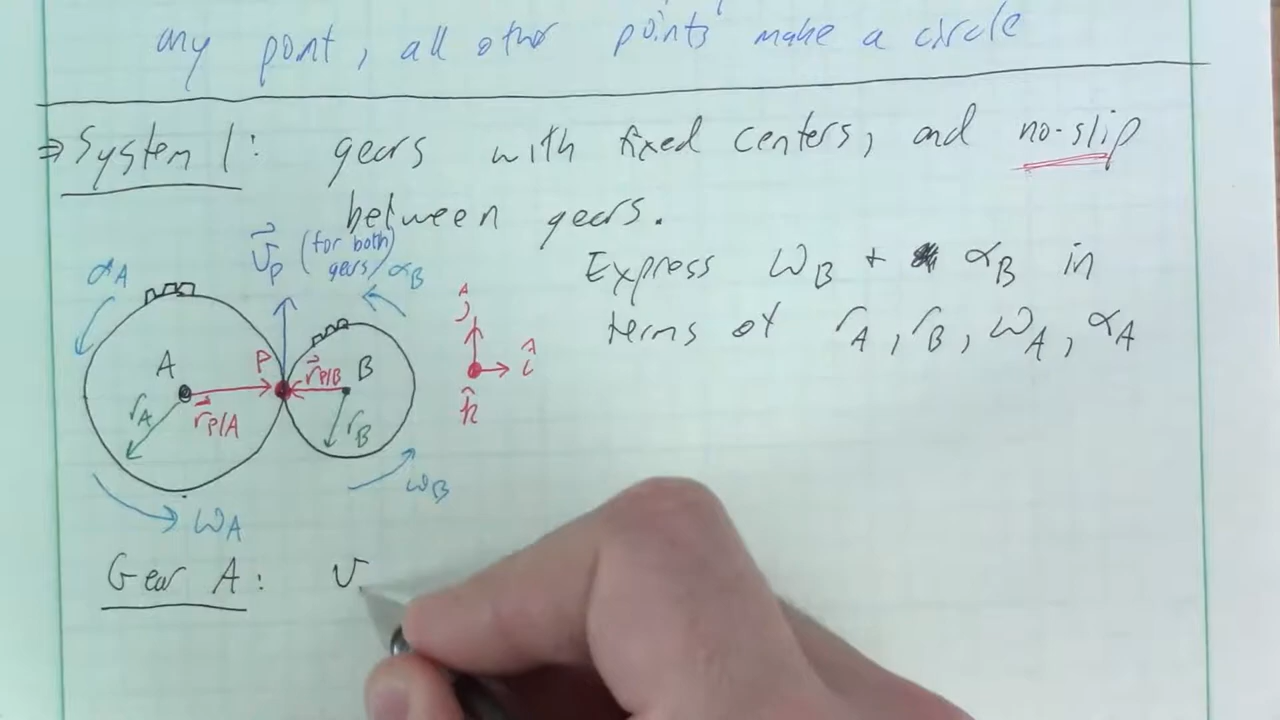 any point, all other points make a circle
⇒ System 1: gears with fixed centers, and no-slip
between gears.
v⃗P (for both gears)
αA
αB
Express ωB + αB in
terms of rA, rB, ωA, αA
A
P
r⃗P/B
B
ĵ
î
k̂
rA
r⃗P/A
rB
ωB
ωA
Gear A: v